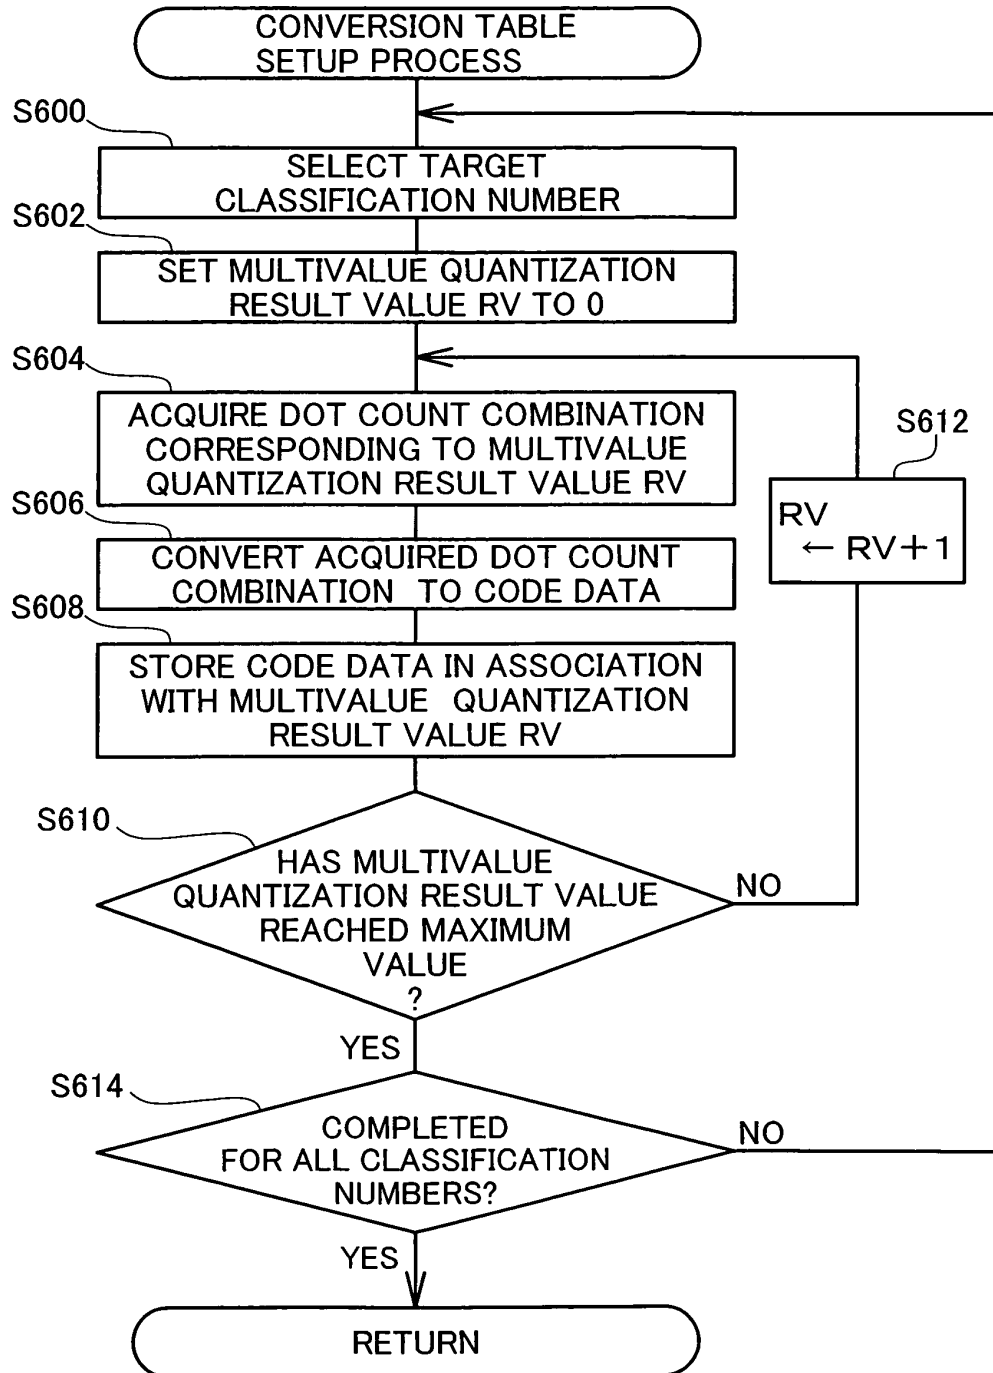 CONVERSION TABLE
SETUP PROCESS
S600
SELECT TARGET
CLASSIFICATION NUMBER
S602
SET MULTIVALUE QUANTIZATION
RESULT VALUE RV TO 0
S604
ACQUIRE DOT COUNT COMBINATION
CORRESPONDING TO MULTIVALUE
QUANTIZATION RESULT VALUE RV
S612
RV
← RV+1
S606
CONVERT ACQUIRED DOT COUNT
COMBINATION TO CODE DATA
S608
STORE CODE DATA IN ASSOCIATION
WITH MULTIVALUE QUANTIZATION
RESULT VALUE RV
S610
HAS MULTIVALUE
QUANTIZATION RESULT VALUE
REACHED MAXIMUM
VALUE
?
NO
YES
S614
COMPLETED
FOR ALL CLASSIFICATION
NUMBERS?
NO
YES
RETURN